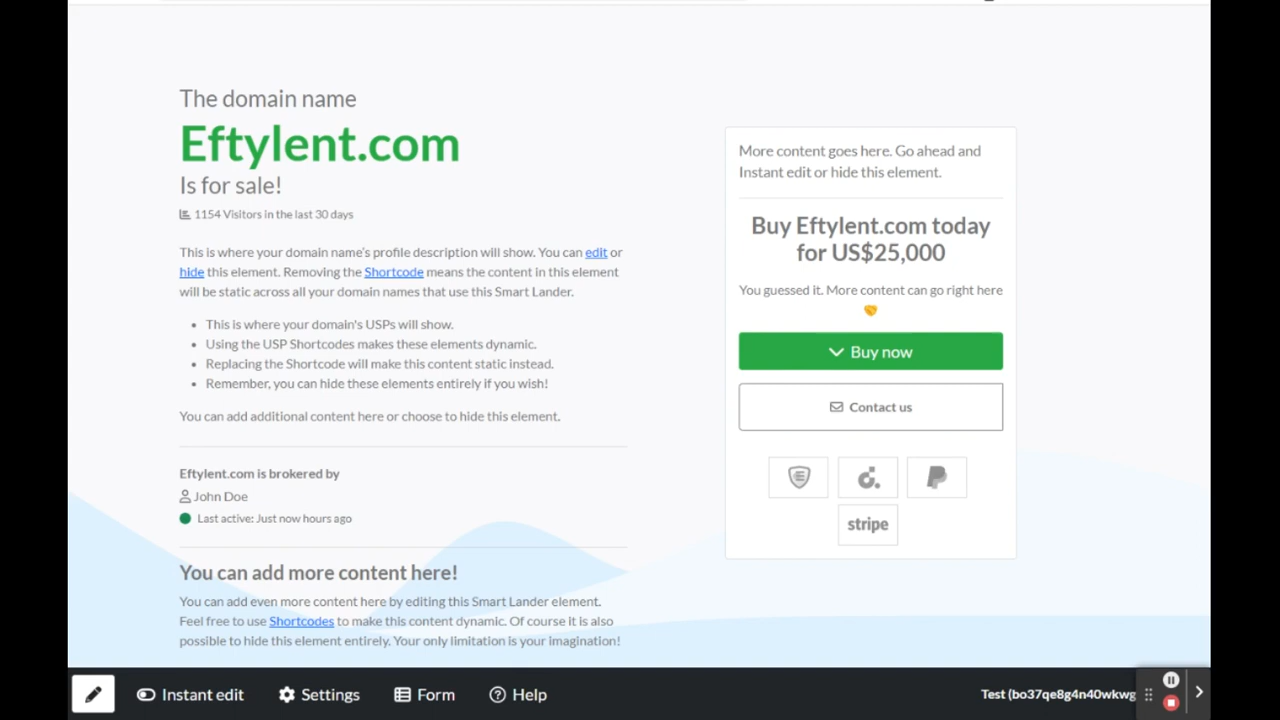 The domain name
Eftylent.com
Is for sale!
1154 Visitors in the last 30 days
This is where your domain name's profile description will show. You can edit or
hide this element. Removing the Shortcode means the content in this element
will be static across all your domain names that use this Smart Lander.
This is where your domain's USPs will show.
Using the USP Shortcodes makes these elements dynamic.
Replacing the Shortcode will make this content static instead.
Remember, you can hide these elements entirely if you wish!
You can add additional content here or choose to hide this element.
Eftylent.com is brokered by
John Doe
Last active: Just now hours ago
You can add more content here!
You can add even more content here by editing this Smart Lander element.
Feel free to use Shortcodes to make this content dynamic. Of course it is also
possible to hide this element entirely. Your only limitation is your imagination!
More content goes here. Go ahead and
Instant edit or hide this element.
Buy Eftylent.com today
for US$25,000
You guessed it. More content can go right here
Buy now
Contact us
stripe
Instant edit
Settings
Form
Help
Test (bo37qe8g4n40wkwg